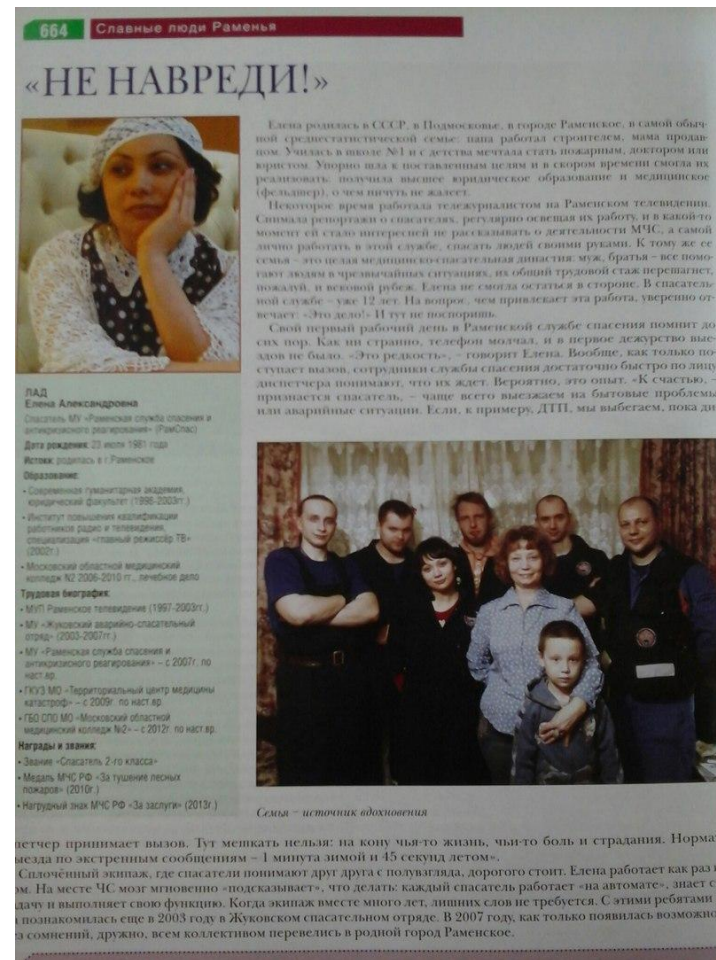 664
Славные люди Раменья
«НЕ НАВРЕДИ!»
Елена родилась в СССР, в Подмосковье, в городе Раменское, в самой обыч-
ной среднестатистической семье: папа работал строителем, мама продав-
цом. Училась в школе №1 и с детства мечтала стать пожарным, доктором или
юристом. Упорно шла к поставленным целям и в скором времени смогла их
реализовать: получила высшее юридическое образование и медицинское
(фельдшер), о чем ничуть не жалеет.
Некоторое время работала тележурналистом на Раменском телевидении.
Снимала репортажи о спасателях, регулярно освещая их работу, и в какой-то
момент ей стало интересней не рассказывать о деятельности МЧС, а самой
лично работать в этой службе, спасать людей своими руками. К тому же ее
семья – это целая медицинско-спасательная династия: муж, братья – все помо-
гают людям в чрезвычайных ситуациях, их общий трудовой стаж перешагнет,
пожалуй, и вековой рубеж. Елена не смогла остаться в стороне. В спасатель-
ной службе – уже 12 лет. На вопрос, чем привлекает эта работа, уверенно от-
вечает: «Это дело!» И тут не поспоришь.
Свой первый рабочий день в Раменской службе спасения помнит до
сих пор. Как ни странно, телефон молчал, и в первое дежурство вые-
здов не было. «Это редкость», – говорит Елена. Вообще, как только по-
ступает вызов, сотрудники службы спасения достаточно быстро по лицу
диспетчера понимают, что их ждет. Вероятно, это опыт. «К счастью, –
признается спасатель, – чаще всего выезжаем на бытовые проблемы
или аварийные ситуации. Если, к примеру, ДТП, мы выбегаем, пока ди
ЛАД
Елена Александровна
Спасатель МУ «Раменская служба спасения и
антикризисного реагирования» (РамСпас)
Дата рождения: 23 июля 1981 года
Истоки: родилась в г.Раменское
Образование:
• Современная гуманитарная академия,
юридический факультет (1998-2003гг.)
• Институт повышения квалификации
работников радио и телевидения,
специализация «главный режиссёр ТВ»
(2002г.)
• Московский областной медицинский
колледж N2 2006-2010 гг., лечебное дело
Трудовая биография:
• МУП Раменское телевидение (1997-2003гг.)
• МУ «Жуковский аварийно-спасательный
отряд» (2003-2007гг.)
• МУ «Раменская служба спасения и
антикризисного реагирования» – с 2007г. по
наст.вр.
• ГКУЗ МО «Территориальный центр медицины
катастроф» – с 2009г. по наст.вр.
• ГБО СПО МО «Московский областной
медицинский колледж №2» – с 2012г. по наст.вр.
Награды и звания:
• Звание «Спасатель 2-го класса»
• Медаль МЧС РФ «За тушение лесных
пожаров» (2010г.)
• Нагрудный знак МЧС РФ «За заслуги» (2013г.)
Семья – источник вдохновения
петчер принимает вызов. Тут мешкать нельзя: на кону чья-то жизнь, чьи-то боль и страдания. Нормат
ыезда по экстренным сообщениям – 1 минута зимой и 45 секунд летом».
Сплочённый экипаж, где спасатели понимают друг друга с полувзгляда, дорогого стоит. Елена работает как раз в
ом. На месте ЧС мозг мгновенно «подсказывает», что делать: каждый спасатель работает «на автомате», знает с
адачу и выполняет свою функцию. Когда экипаж вместе много лет, лишних слов не требуется. С этими ребятами
а познакомилась еще в 2003 году в Жуковском спасательном отряде. В 2007 году, как только появилась возможно
ез сомнений, дружно, всем коллективом перевелись в родной город Раменское.